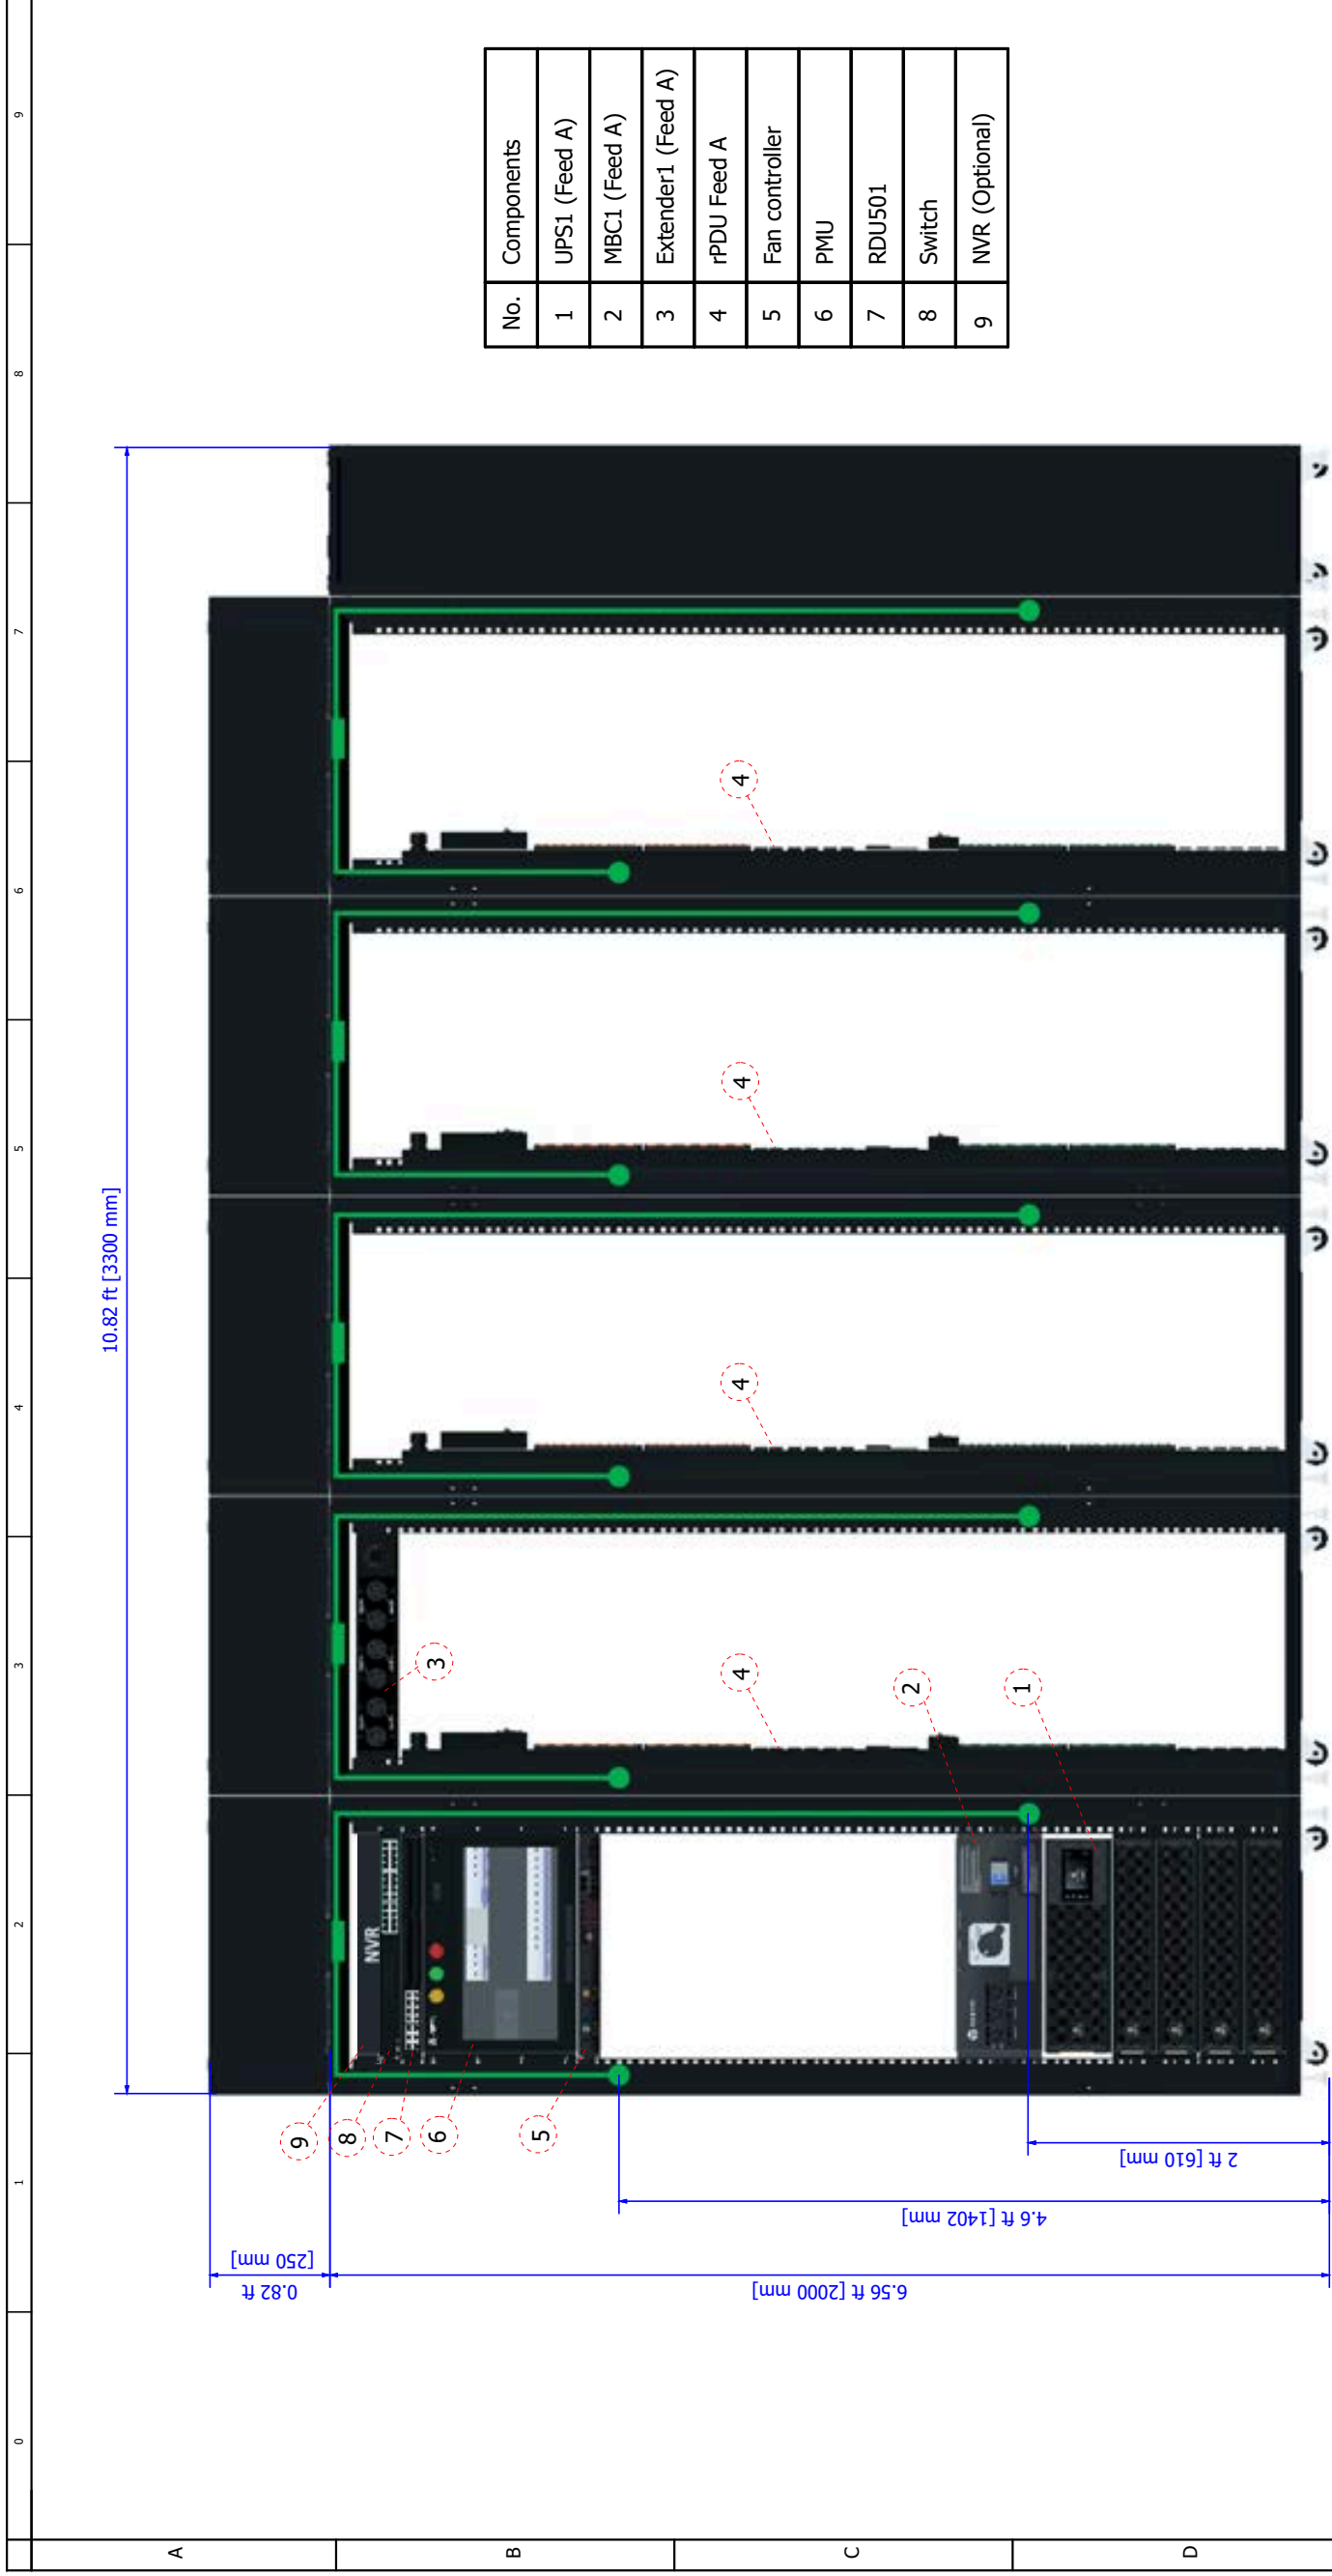 0 1 2 3 4 5 6 7 8 9
A
B
C
D
10.82 ft [3300 mm]
0.82 ft
[250 mm]
6.56 ft [2000 mm]
4.6 ft [1402 mm]
2 ft [610 mm]
9
8
7
6
5
NVR
3
4
4
4
4
2
1
No. Components
1 UPS1 (Feed A)
2 MBC1 (Feed A)
3 Extender1 (Feed A)
4 rPDU Feed A
5 Fan controller
6 PMU
7 RDU501
8 Switch
9 NVR (Optional)